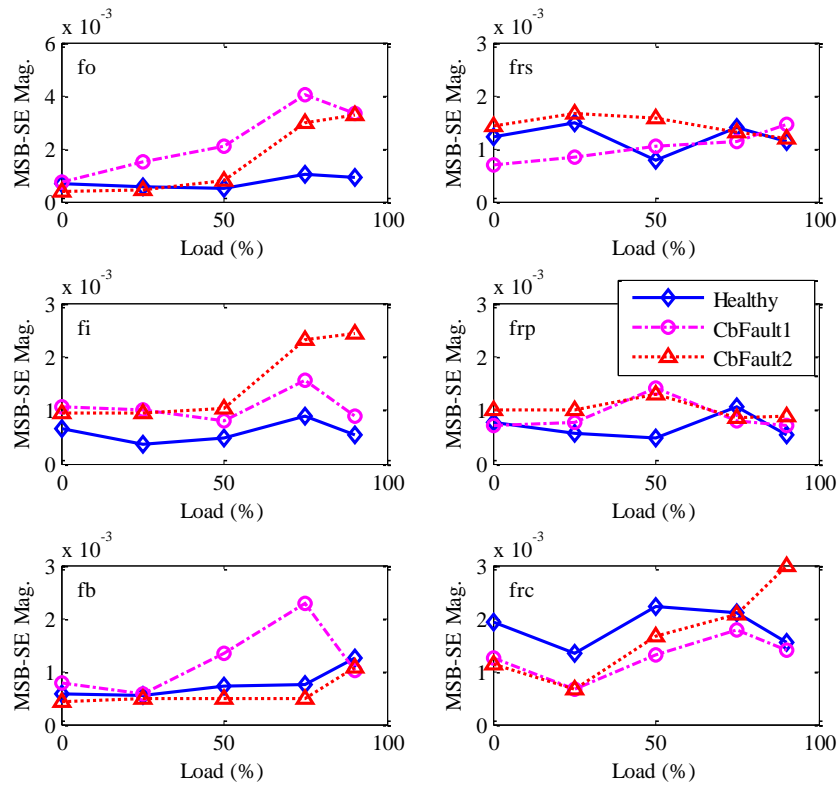 x 10^-3
6
4
2
0
MSB-SE Mag.
fo
0
50
100
Load (%)
x 10^-3
3
2
1
0
MSB-SE Mag.
frs
0
50
100
Load (%)
x 10^-3
3
2
1
0
MSB-SE Mag.
fi
0
50
100
Load (%)
x 10^-3
3
2
1
0
MSB-SE Mag.
frp
Healthy
CbFault1
CbFault2
0
50
100
Load (%)
x 10^-3
3
2
1
0
MSB-SE Mag.
fb
0
50
100
Load (%)
x 10^-3
3
2
1
0
MSB-SE Mag.
frc
0
50
100
Load (%)